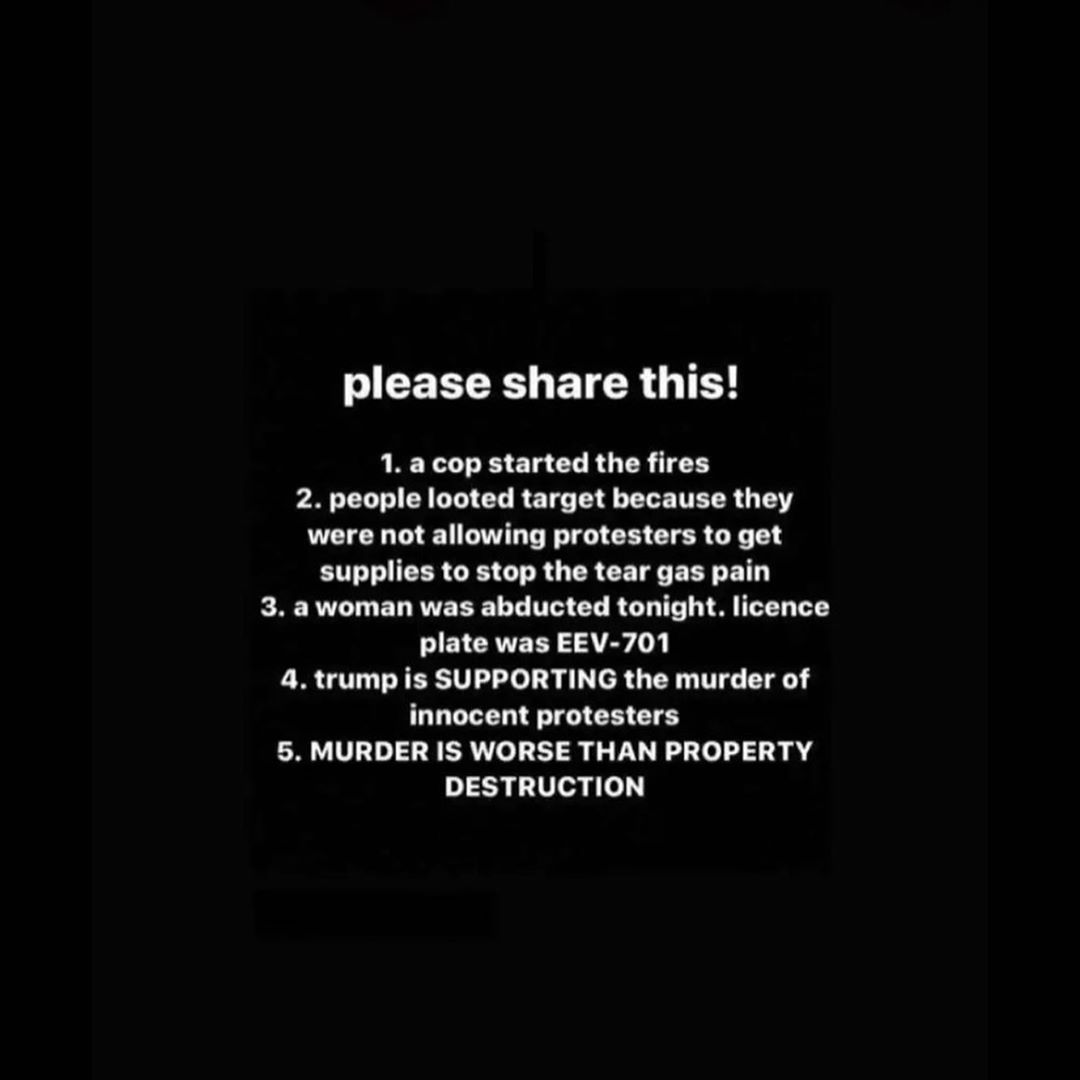 please share this!
1. a cop started the fires
2. people looted target because they
were not allowing protesters to get
supplies to stop the tear gas pain
3. a woman was abducted tonight. licence
plate was EEV-701
4. trump is SUPPORTING the murder of
innocent protesters
5. MURDER IS WORSE THAN PROPERTY
DESTRUCTION